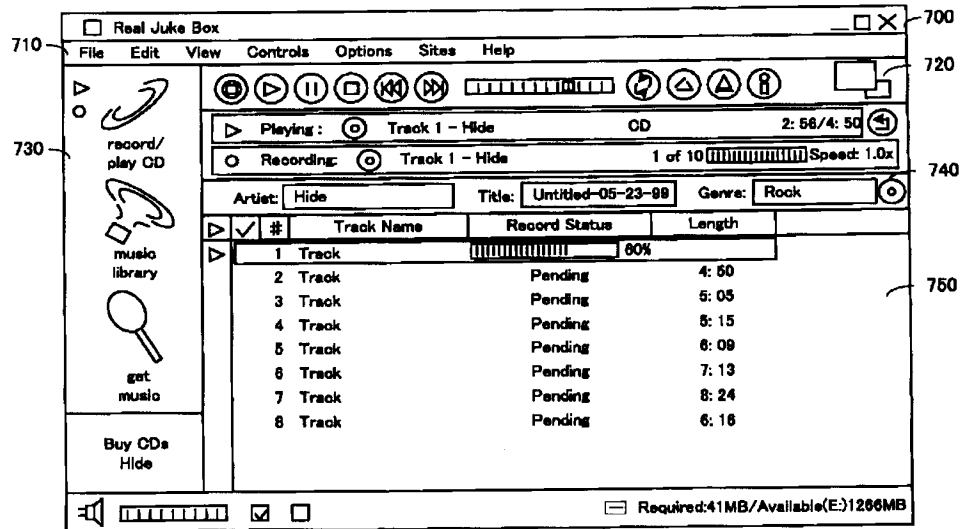 Real Juke Box
700
710
File Edit View Controls Options Sites Help
720
Playing: Track 1 - Hide CD 2: 56/4: 50
730
record/
play CD
Recording: Track 1 - Hide 1 of 10 Speed: 1.0x
740
Artist: Hide Title: Untitled-05-23-99 Genre: Rock
# Track Name Record Status Length
1 Track 60%
music
library
2 Track Pending 4: 50
750
3 Track Pending 5: 05
4 Track Pending 5: 15
5 Track Pending 6: 09
6 Track Pending 7: 13
get
music
7 Track Pending 8: 24
8 Track Pending 6: 16
Buy CDs
Hide
Required:41MB/Available(E:)1266MB